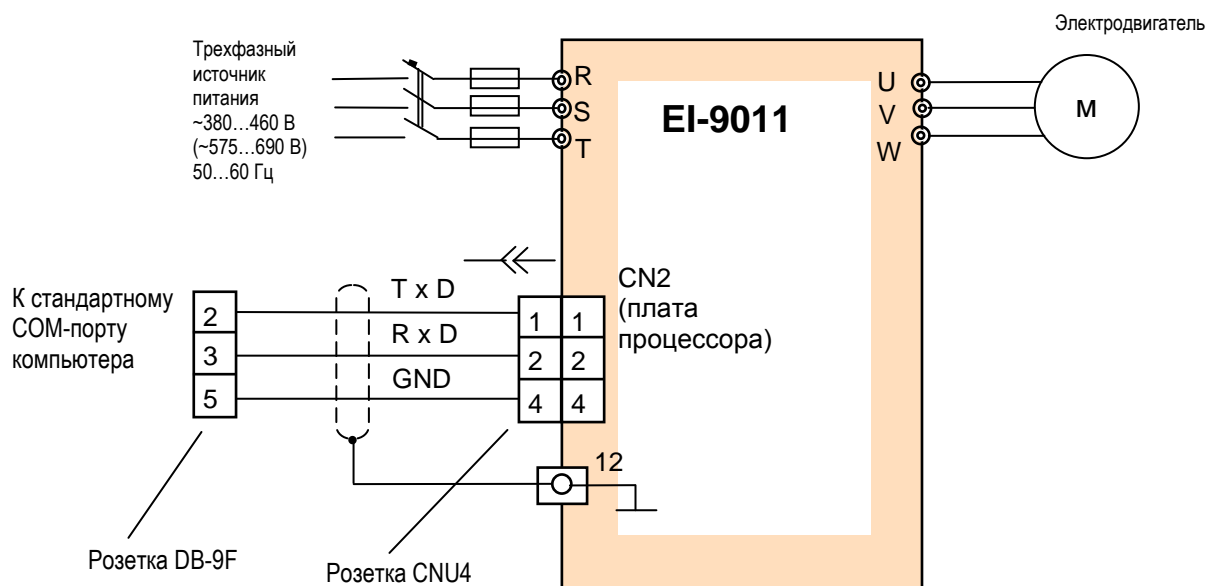 Электродвигатель
Трехфазный
источник
питания
~380...460 В
(~575...690 В)
50...60 Гц
R
S
T
EI-9011
U
V
W
М
К стандартному
COM-порту
компьютера
2
3
5
T x D
R x D
GND
1 1
2 2
4 4
CN2
(плата
процессора)
12
Розетка DB-9F
Розетка CNU4